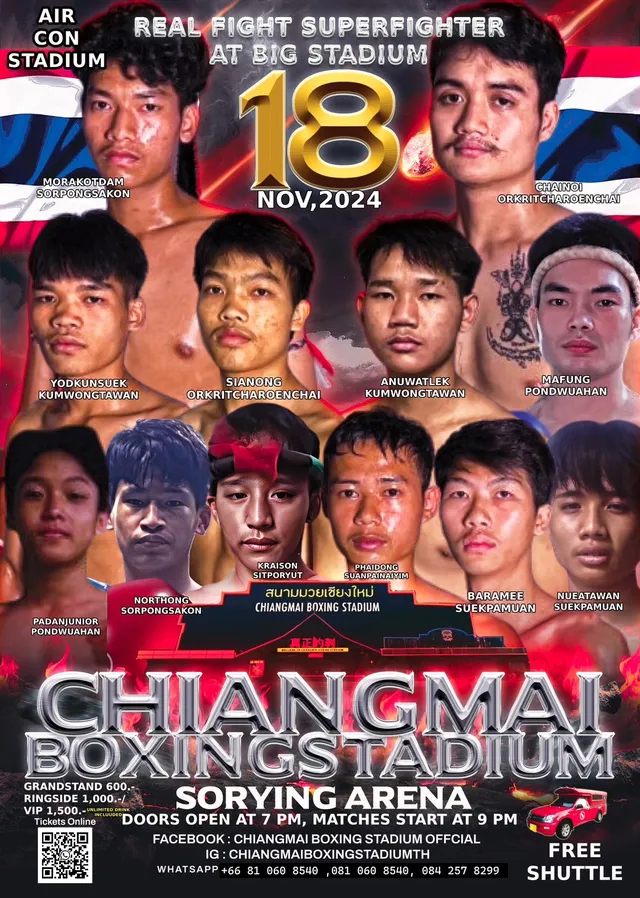 AIR
CON
STADIUM
REAL FIGHT SUPERFIGHTER
AT BIG STADIUM
18
NOV,2024
MORAKOTDAM
SORPONGSAKON
CHAINOI
ORKRITCHAROENCHAI
YODKUNSUEK
KUMWONGTAWAN
SIANONG
ORKRITCHAROENCHAI
ANUWATLEK
KUMWONGTAWAN
MAFUNG
PONDWUAHAN
PADANJUNIOR
PONDWUAHAN
NORTHONG
SORPONGSAKON
KRAISON
SITPORYUT
PHAIDONG
SUANPAINAIYIM
BARAMEE
SUEKPAMUAN
NUEATAWAN
SUEKPAMUAN
สนามมวยเชียงใหม่
CHIANGMAI BOXING STADIUM
CHIANGMAI
BOXINGSTADIUM
GRANDSTAND 600.-
RINGSIDE 1,000.-/
VIP 1,500.- UNLIMITED DRINK
INCLUUDED
Tickets Online
SORYING ARENA
DOORS OPEN AT 7 PM, MATCHES START AT 9 PM
FACEBOOK : CHIANGMAI BOXING STADIUM OFFCIAL
IG : CHIANGMAIBOXINGSTADIUMTH
WHATSAPP +66 81 060 8540 ,081 060 8540, 084 257 8299
FREE
SHUTTLE